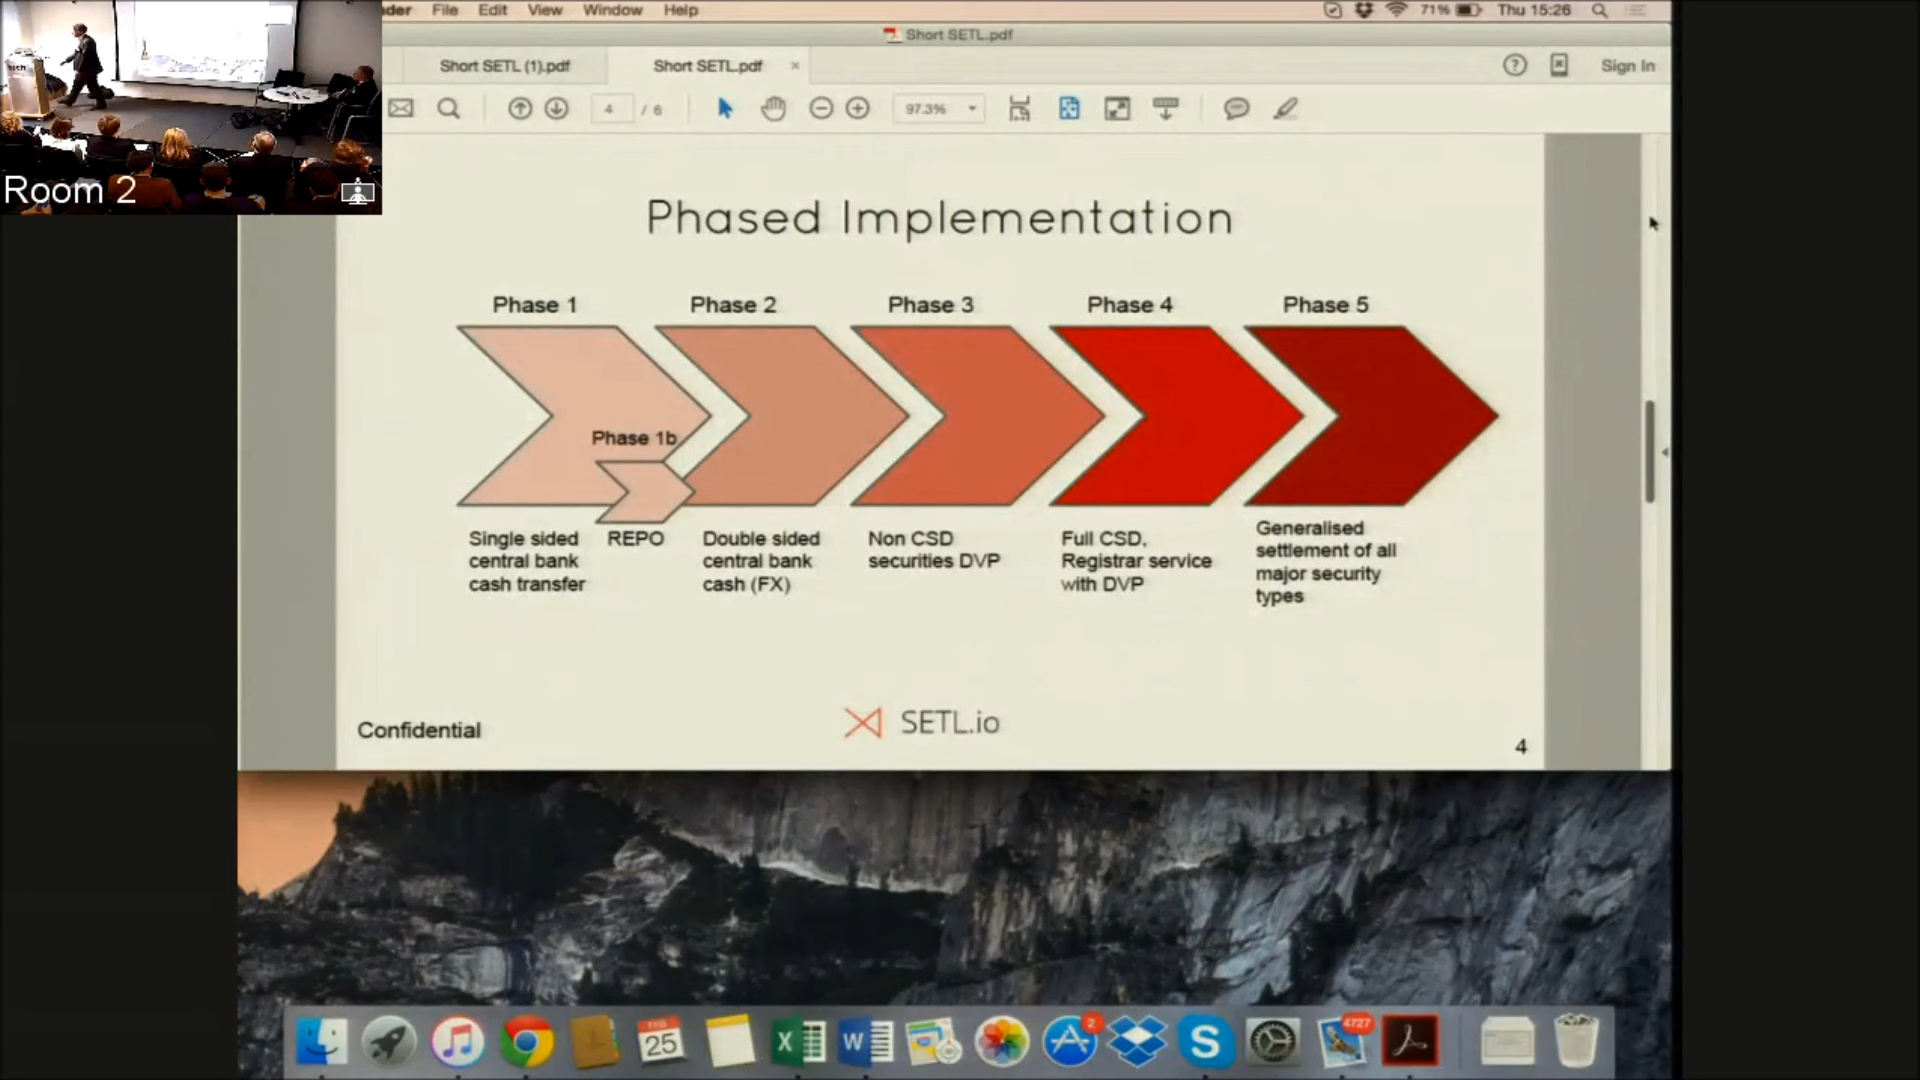 der File Edit View Window Help
71% Thu 15:26
Short SETL.pdf
Short SETL (1).pdf
Short SETL.pdf
Sign In
4 / 6
97.3%
Room 2
Phased Implementation
Phase 1
Phase 2
Phase 3
Phase 4
Phase 5
Phase 1b
Single sided
central bank
cash transfer
REPO
Double sided
central bank
cash (FX)
Non CSD
securities DVP
Full CSD,
Registrar service
with DVP
Generalised
settlement of all
major security
types
Confidential
SETL.io
4
25
2
4727